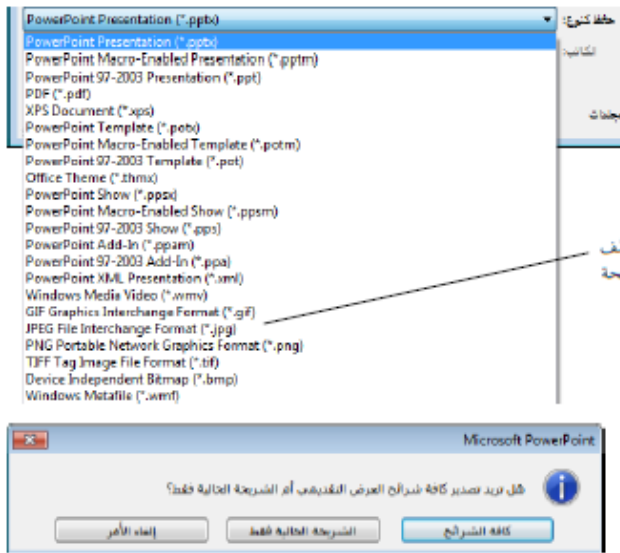 حفظ كنوع: PowerPoint Presentation (*.pptx)
PowerPoint Presentation (*.pptx)
الكاتب:
PowerPoint Macro-Enabled Presentation (*.pptm)
PowerPoint 97-2003 Presentation (*.ppt)
PDF (*.pdf)
XPS Document (*.xps)
PowerPoint Template (*.potx)
PowerPoint Macro-Enabled Template (*.potm)
PowerPoint 97-2003 Template (*.pot)
Office Theme (*.thmx)
PowerPoint Show (*.ppsx)
PowerPoint Macro-Enabled Show (*.ppsm)
PowerPoint 97-2003 Show (*.pps)
PowerPoint Add-In (*.ppam)
PowerPoint 97-2003 Add-In (*.ppa)
PowerPoint XML Presentation (*.xml)
Windows Media Video (*.wmv)
GIF Graphics Interchange Format (*.gif)
JPEG File Interchange Format (*.jpg)
PNG Portable Network Graphics Format (*.png)
TIFF Tag Image File Format (*.tif)
Device Independent Bitmap (*.bmp)
Windows Metafile (*.wmf)
Microsoft PowerPoint
هل تريد تصدير كافة شرائح العرض التقديمي أم الشريحة الحالية فقط؟
كافة الشرائح
الشريحة الحالية فقط
إلغاء الأمر